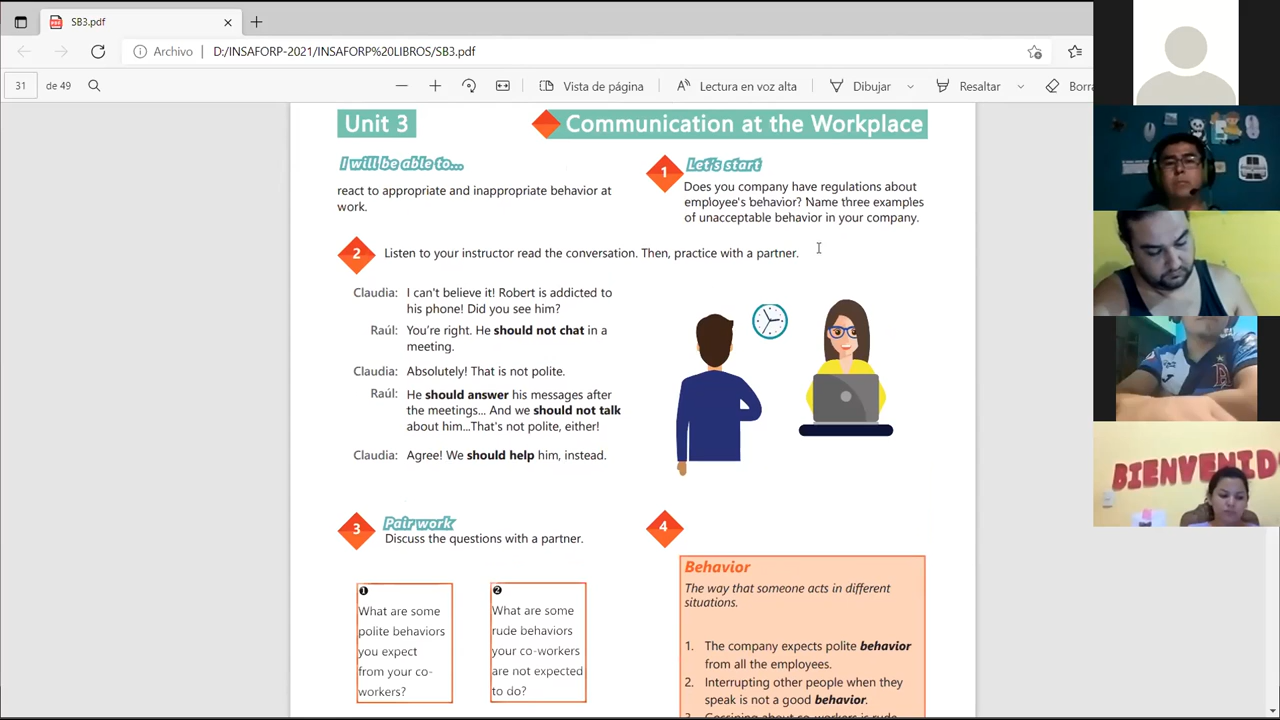 SB3.pdf
Archivo
D:/INSAFORP-2021/INSAFORP%20LIBROS/SB3.pdf
31
de 49
Vista de página
Lectura en voz alta
Dibujar
Resaltar
Borra
Unit 3
Communication at the Workplace
I will be able to...
react to appropriate and inappropriate behavior at
work.
1
Let's start
Does you company have regulations about
employee's behavior? Name three examples
of unacceptable behavior in your company.
2
Listen to your instructor read the conversation. Then, practice with a partner.
Claudia: I can't believe it! Robert is addicted to
his phone! Did you see him?
Raúl: You're right. He should not chat in a
meeting.
Claudia: Absolutely! That is not polite.
Raúl: He should answer his messages after
the meetings... And we should not talk
about him...That's not polite, either!
Claudia: Agree! We should help him, instead.
3
Pair work
Discuss the questions with a partner.
❶
What are some
polite behaviors
you expect
from your co-
workers?
❷
What are some
rude behaviors
your co-workers
are not expected
to do?
4
Behavior
The way that someone acts in different
situations.
1. The company expects polite behavior
from all the employees.
2. Interrupting other people when they
speak is not a good behavior.
3. Gossiping about co-workers is rude
BIENVENID